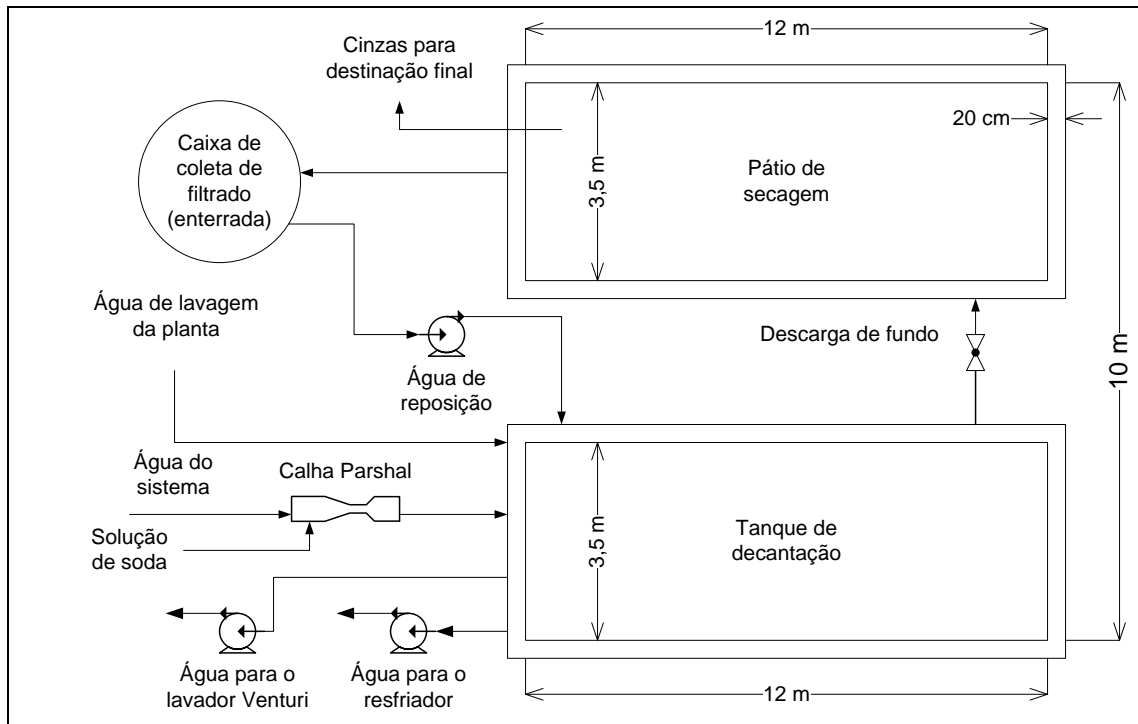 12 m
Cinzas para
destinação final
20 cm
Caixa de
coleta de
filtrado
(enterrada)
3,5 m
Pátio de
secagem
Água de lavagem
da planta
Descarga de fundo
10 m
Água de
reposição
Água do
sistema
Calha Parshal
Solução
de soda
3,5 m
Tanque de
decantação
Água para o
lavador Venturi
Água para o
resfriador
12 m